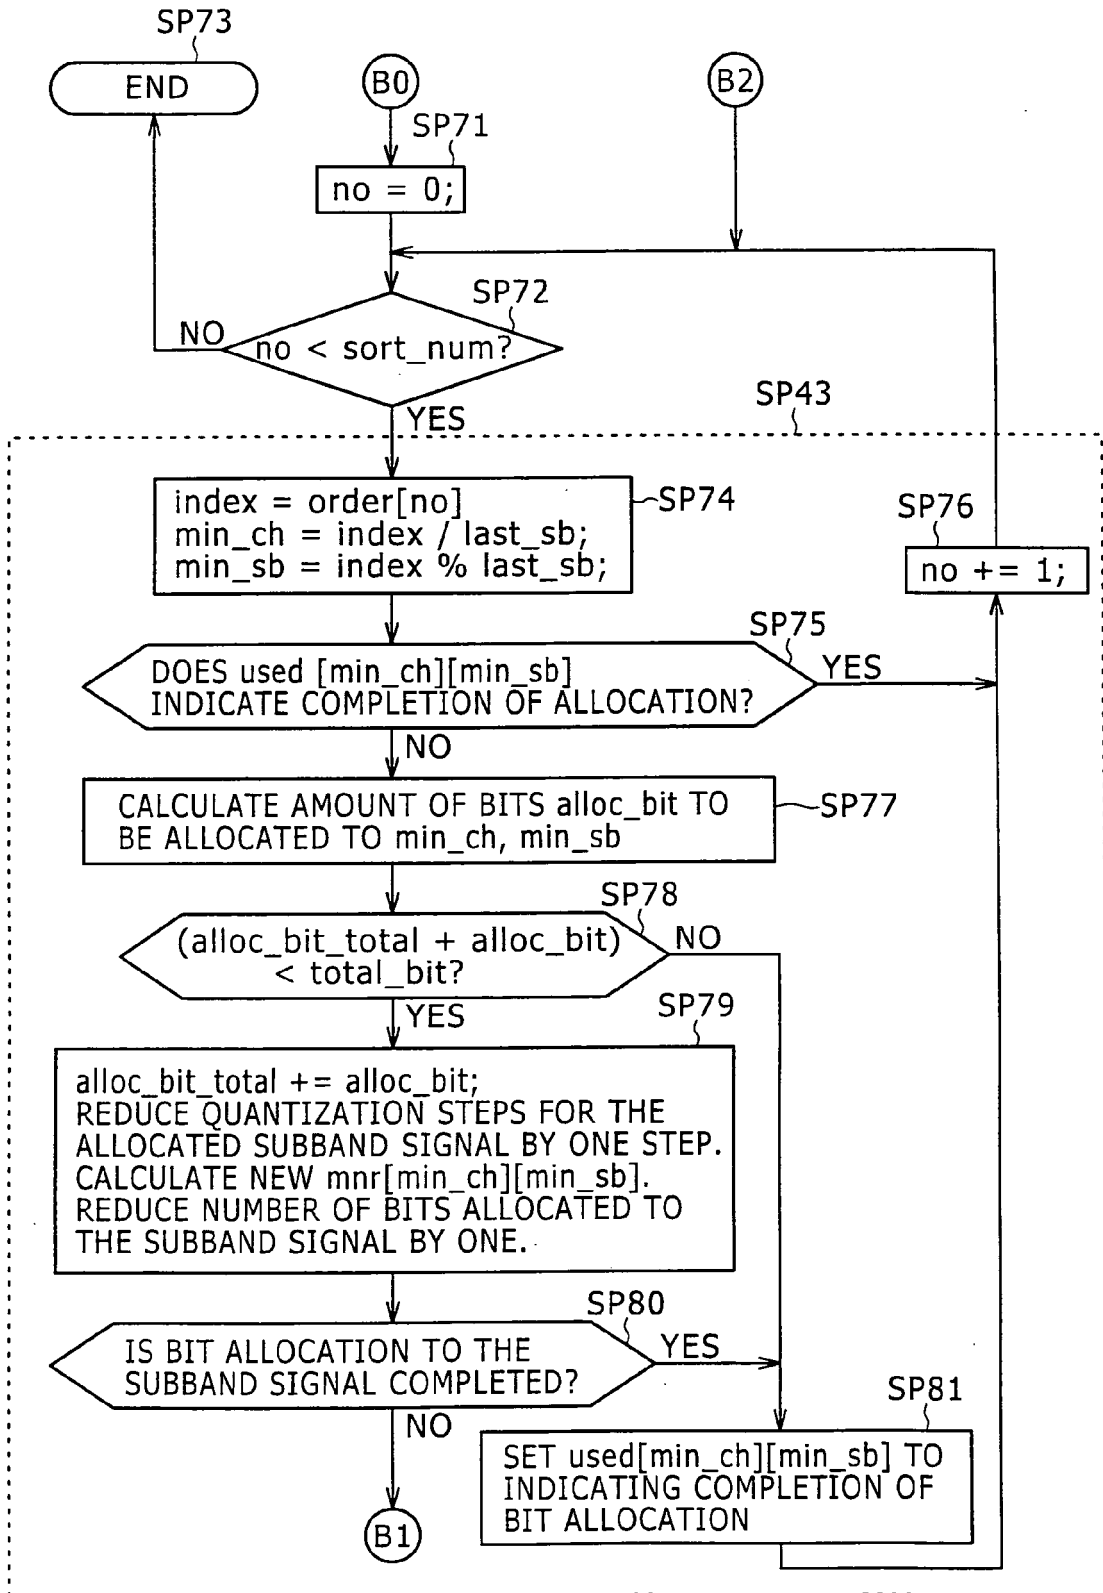 SP73
END
B0
B2
SP71
no = 0;
SP72
NO
no < sort_num?
YES
SP43
index = order[no]
min_ch = index / last_sb;
min_sb = index % last_sb;
SP74
SP76
no += 1;
SP75
DOES used [min_ch][min_sb]
INDICATE COMPLETION OF ALLOCATION?
YES
NO
CALCULATE AMOUNT OF BITS alloc_bit TO
BE ALLOCATED TO min_ch, min_sb
SP77
SP78
(alloc_bit_total + alloc_bit)
< total_bit?
NO
YES
SP79
alloc_bit_total += alloc_bit;
REDUCE QUANTIZATION STEPS FOR THE
ALLOCATED SUBBAND SIGNAL BY ONE STEP.
CALCULATE NEW mnr[min_ch][min_sb].
REDUCE NUMBER OF BITS ALLOCATED TO
THE SUBBAND SIGNAL BY ONE.
SP80
IS BIT ALLOCATION TO THE
SUBBAND SIGNAL COMPLETED?
YES
NO
SP81
SET used[min_ch][min_sb] TO
INDICATING COMPLETION OF
BIT ALLOCATION
B1